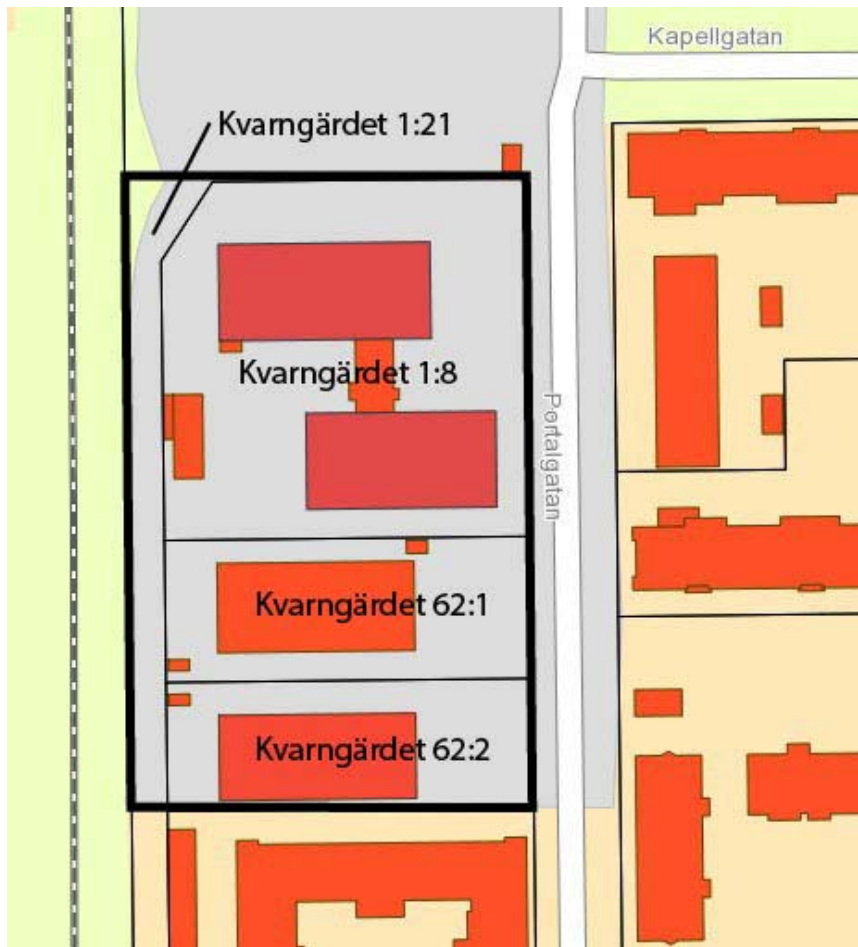 Kapellgatan
Kvarngärdet 1:21
Kvarngärdet 1:8
Portalgatan
Kvarngärdet 62:1
Kvarngärdet 62:2